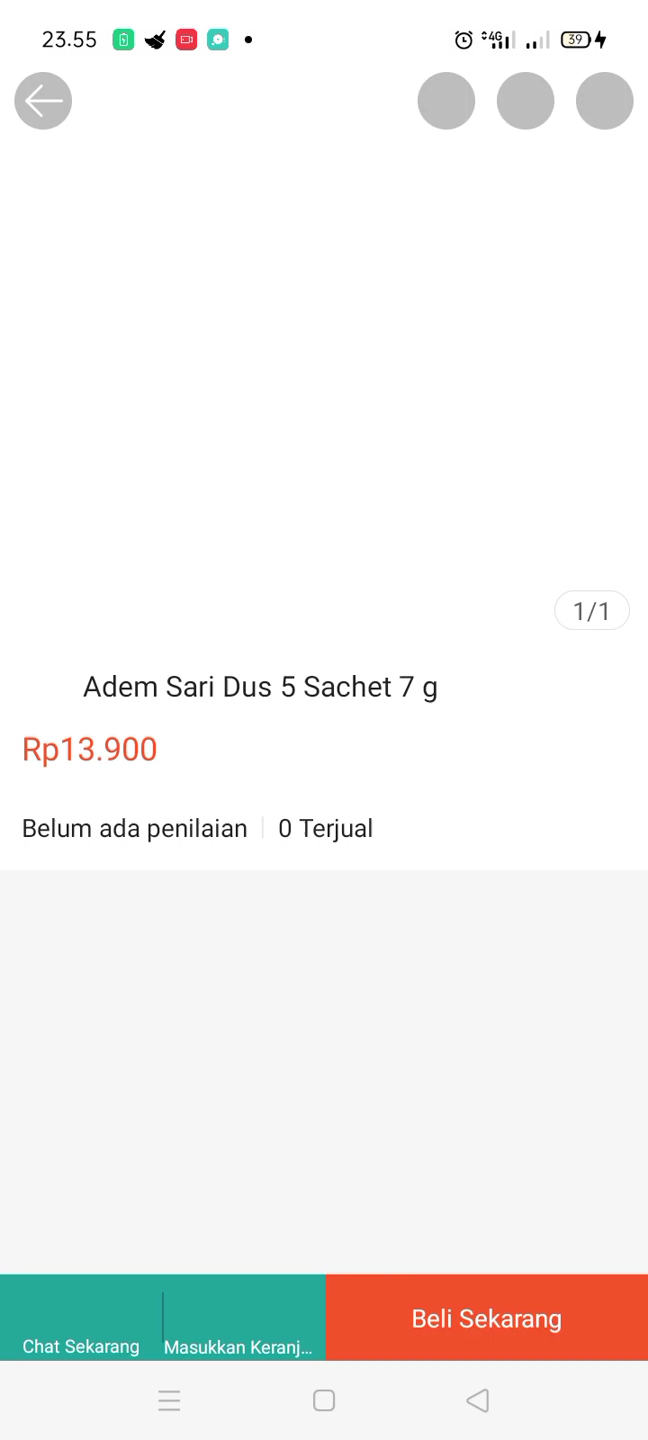 23.55
4G
39
1/1
Adem Sari Dus 5 Sachet 7 g
Rp13.900
Belum ada penilaian
0 Terjual
Chat Sekarang
Masukkan Keranj...
Beli Sekarang